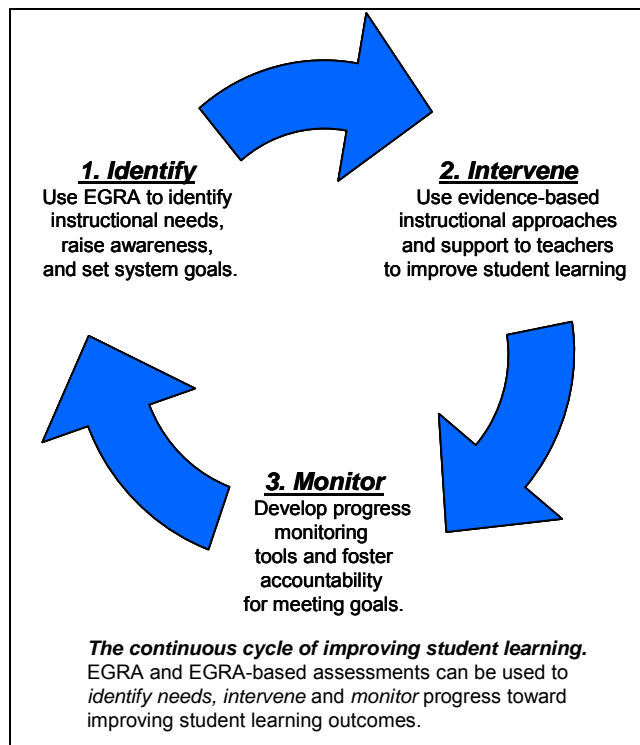 1. Identify
Use EGRA to identify
instructional needs,
raise awareness,
and set system goals.
2. Intervene
Use evidence-based
instructional approaches
and support to teachers
to improve student learning
3. Monitor
Develop progress
monitoring
tools and foster
accountability
for meeting goals.
The continuous cycle of improving student learning.
EGRA and EGRA-based assessments can be used to
identify needs, intervene and monitor progress toward
improving student learning outcomes.